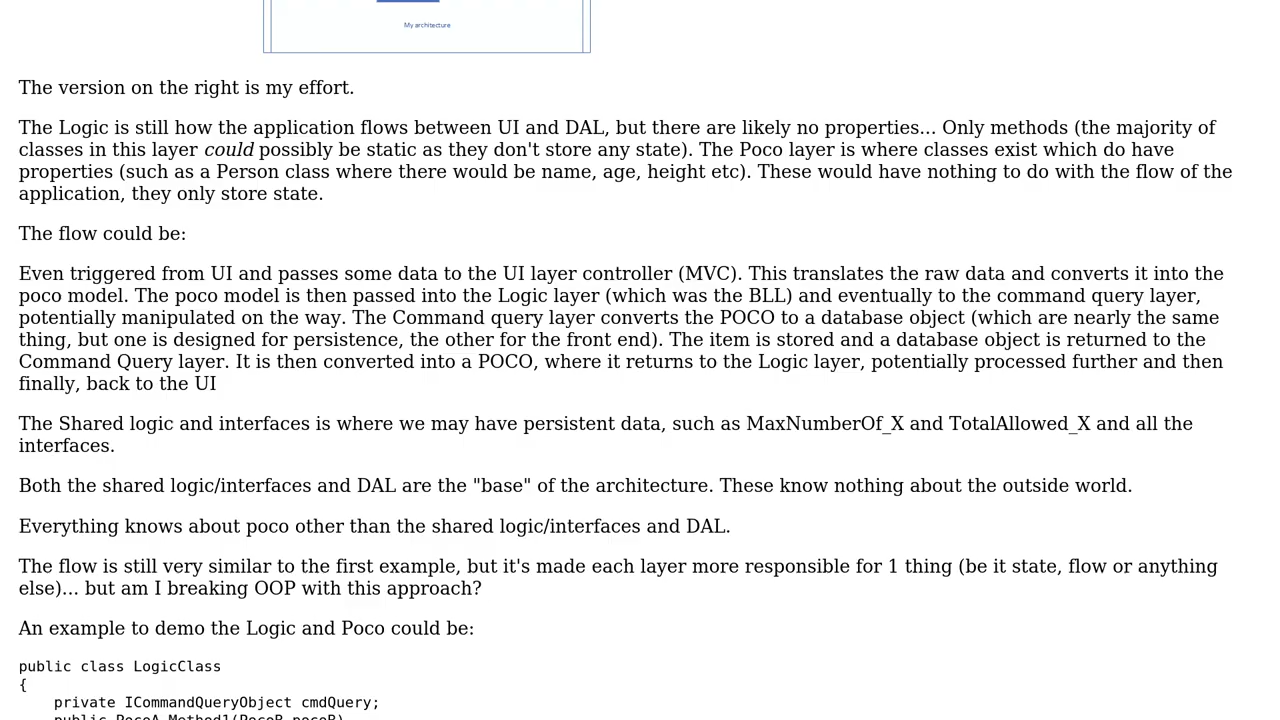 My architecture
The version on the right is my effort.
The Logic is still how the application flows between UI and DAL, but there are likely no properties... Only methods (the majority of
classes in this layer could possibly be static as they don't store any state). The Poco layer is where classes exist which do have
properties (such as a Person class where there would be name, age, height etc). These would have nothing to do with the flow of the
application, they only store state.
The flow could be:
Even triggered from UI and passes some data to the UI layer controller (MVC). This translates the raw data and converts it into the
poco model. The poco model is then passed into the Logic layer (which was the BLL) and eventually to the command query layer,
potentially manipulated on the way. The Command query layer converts the POCO to a database object (which are nearly the same
thing, but one is designed for persistence, the other for the front end). The item is stored and a database object is returned to the
Command Query layer. It is then converted into a POCO, where it returns to the Logic layer, potentially processed further and then
finally, back to the UI
The Shared logic and interfaces is where we may have persistent data, such as MaxNumberOf_X and TotalAllowed_X and all the
interfaces.
Both the shared logic/interfaces and DAL are the "base" of the architecture. These know nothing about the outside world.
Everything knows about poco other than the shared logic/interfaces and DAL.
The flow is still very similar to the first example, but it's made each layer more responsible for 1 thing (be it state, flow or anything
else)... but am I breaking OOP with this approach?
An example to demo the Logic and Poco could be:
public class LogicClass
{
    private ICommandQueryObject cmdQuery;
    public PocoA Method1(PocoB pocoB)